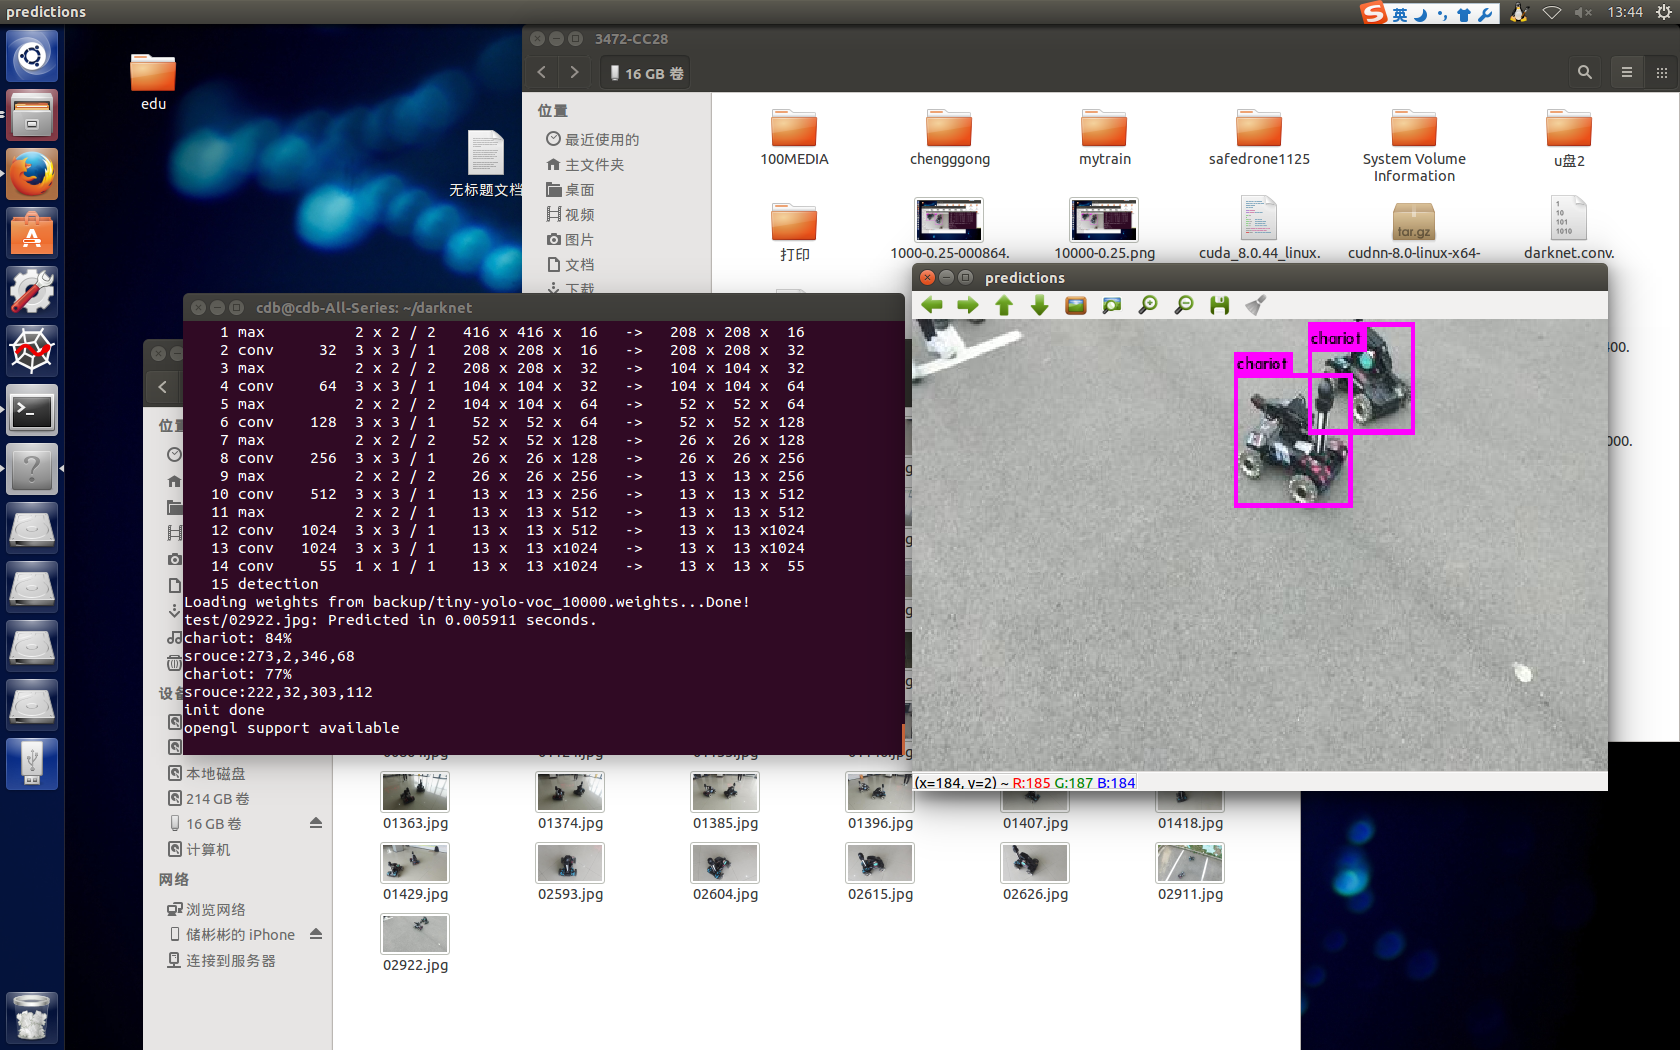 predictions
英
13:44
edu
无标题文档
3472-CC28
16 GB 卷
位置
最近使用的
主文件夹
桌面
视频
图片
文档
下载
100MEDIA
chengggong
mytrain
safedrone1125
System Volume
Information
u盘2
打印
1000-0.25-000864.
10000-0.25.png
cuda_8.0.44_linux.
cudnn-8.0-linux-x64-
darknet.conv.
tar.gz
predictions
chariot
chariot
(x=184, y=2) ~ R:185 G:187 B:184
cdb@cdb-All-Series: ~/darknet
1 max 2 x 2 / 2 416 x 416 x 16 -> 208 x 208 x 16
2 conv 32 3 x 3 / 1 208 x 208 x 16 -> 208 x 208 x 32
3 max 2 x 2 / 2 208 x 208 x 32 -> 104 x 104 x 32
4 conv 64 3 x 3 / 1 104 x 104 x 32 -> 104 x 104 x 64
5 max 2 x 2 / 2 104 x 104 x 64 -> 52 x 52 x 64
6 conv 128 3 x 3 / 1 52 x 52 x 64 -> 52 x 52 x 128
7 max 2 x 2 / 2 52 x 52 x 128 -> 26 x 26 x 128
8 conv 256 3 x 3 / 1 26 x 26 x 128 -> 26 x 26 x 256
9 max 2 x 2 / 2 26 x 26 x 256 -> 13 x 13 x 256
10 conv 512 3 x 3 / 1 13 x 13 x 256 -> 13 x 13 x 512
11 max 2 x 2 / 1 13 x 13 x 512 -> 13 x 13 x 512
12 conv 1024 3 x 3 / 1 13 x 13 x 512 -> 13 x 13 x1024
13 conv 1024 3 x 3 / 1 13 x 13 x1024 -> 13 x 13 x1024
14 conv 55 1 x 1 / 1 13 x 13 x1024 -> 13 x 13 x 55
15 detection
Loading weights from backup/tiny-yolo-voc_10000.weights...Done!
test/02922.jpg: Predicted in 0.005911 seconds.
chariot: 84%
srouce:273,2,346,68
chariot: 77%
srouce:222,32,303,112
init done
opengl support available
00.
000.
本地磁盘
214 GB 卷
16 GB 卷
计算机
网络
浏览网络
储彬彬的 iPhone
连接到服务器
01363.jpg
01374.jpg
01385.jpg
01396.jpg
01407.jpg
01418.jpg
01429.jpg
02593.jpg
02604.jpg
02615.jpg
02626.jpg
02911.jpg
02922.jpg